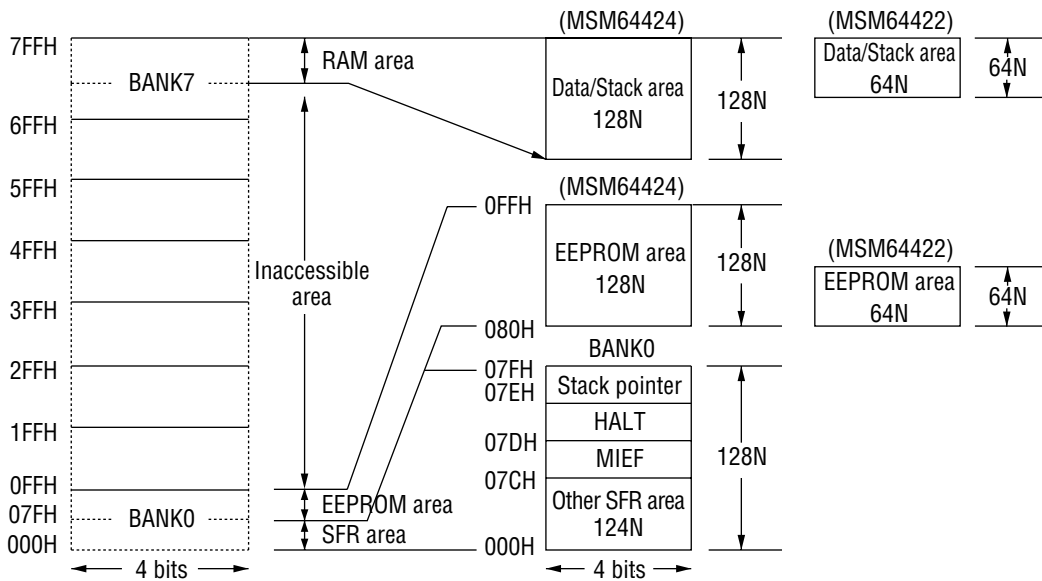 (MSM64424)
(MSM64422)
7FFH
RAM area
BANK7
Data/Stack area
128N
128N
Data/Stack area
64N
64N
6FFH
5FFH
4FFH
3FFH
2FFH
1FFH
0FFH
07FH
000H
BANK0
4 bits
Inaccessible
area
EEPROM area
SFR area
(MSM64424)
0FFH
EEPROM area
128N
128N
080H
(MSM64422)
EEPROM area
64N
64N
BANK0
07FH
07EH
Stack pointer
HALT
07DH
MIEF
07CH
Other SFR area
124N
128N
000H
4 bits